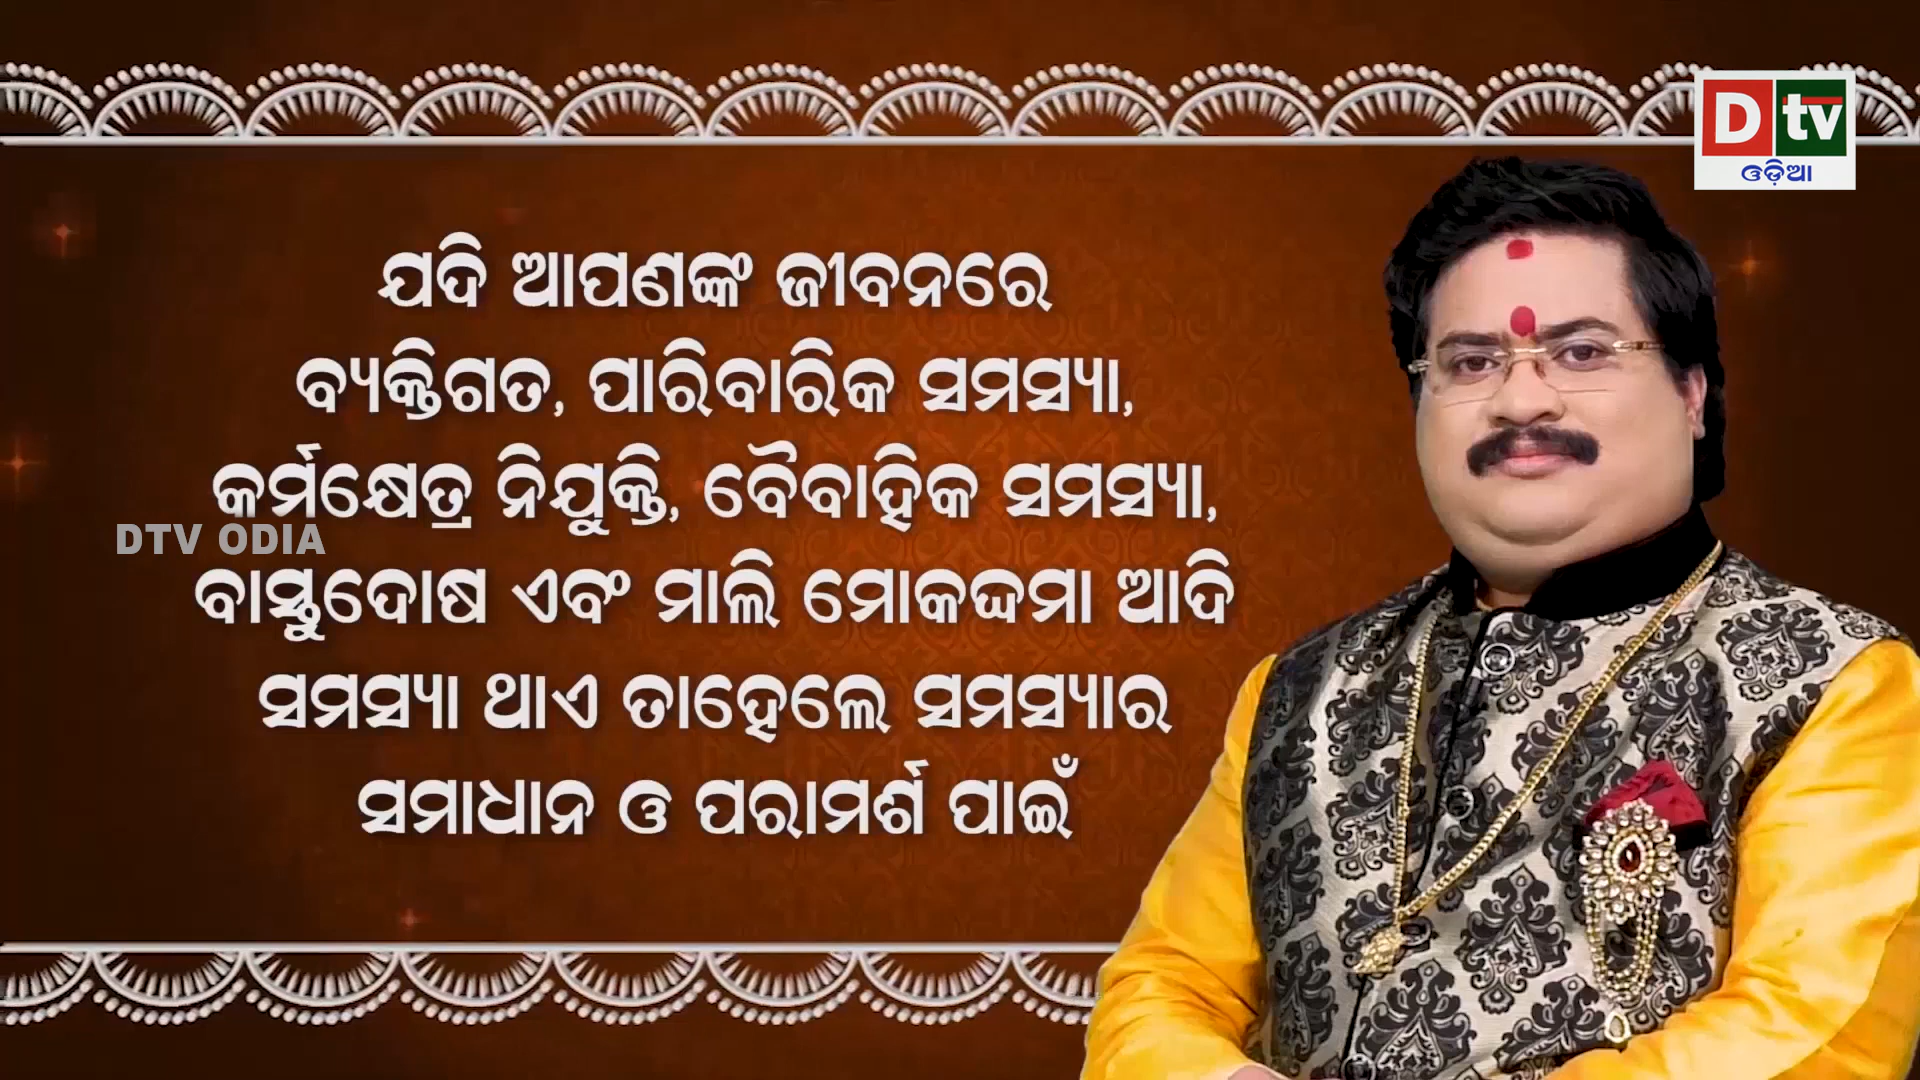 D tv
ଓଡ଼ିଆ
ଯଦି ଆପଣଙ୍କ ଜୀବନରେ
ବ୍ୟକ୍ତିଗତ, ପାରିବାରିକ ସମସ୍ୟା,
କର୍ମକ୍ଷେତ୍ର ନିଯୁକ୍ତି, ବୈବାହିକ ସମସ୍ୟା,
DTV ODIA
ବାସ୍ତୁଦୋଷ ଏବଂ ମାଲି ମୋକଦ୍ଦମା ଆଦି
ସମସ୍ୟା ଥାଏ ତାହେଲେ ସମସ୍ୟାର
ସମାଧାନ ଓ ପରାମର୍ଶ ପାଇଁ